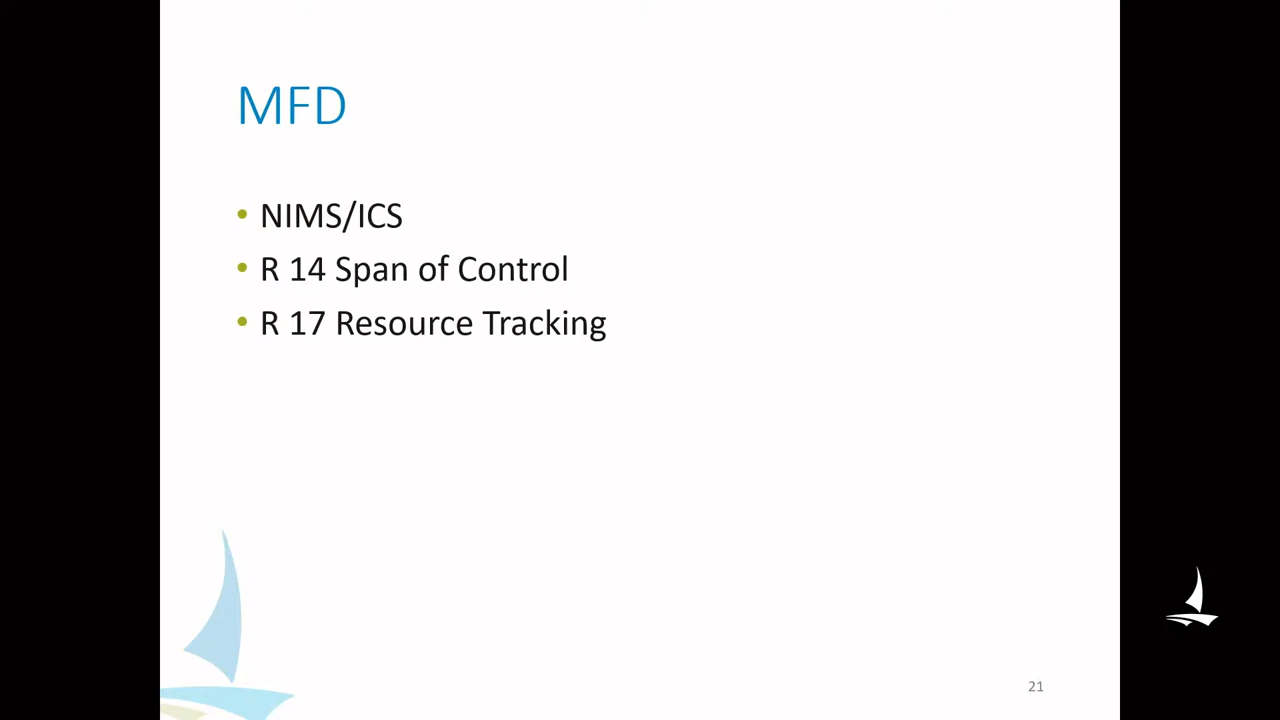 MFD
• NIMS/ICS
• R 14 Span of Control
• R 17 Resource Tracking
21